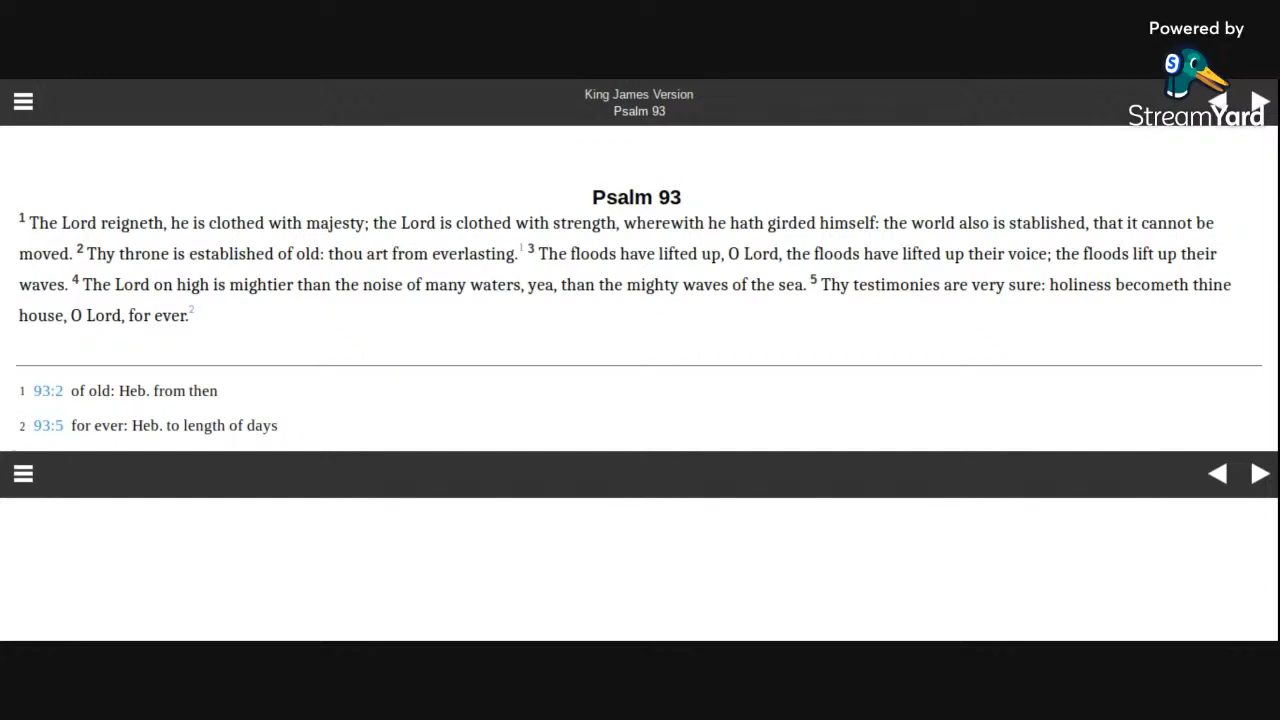 Powered by
StreamYard
King James Version
Psalm 93
Psalm 93
1 The Lord reigneth, he is clothed with majesty; the Lord is clothed with strength, wherewith he hath girded himself: the world also is stablished, that it cannot be
moved. 2 Thy throne is established of old: thou art from everlasting.1 3 The floods have lifted up, O Lord, the floods have lifted up their voice; the floods lift up their
waves. 4 The Lord on high is mightier than the noise of many waters, yea, than the mighty waves of the sea. 5 Thy testimonies are very sure: holiness becometh thine
house, O Lord, for ever.2
1 93:2 of old: Heb. from then
2 93:5 for ever: Heb. to length of days